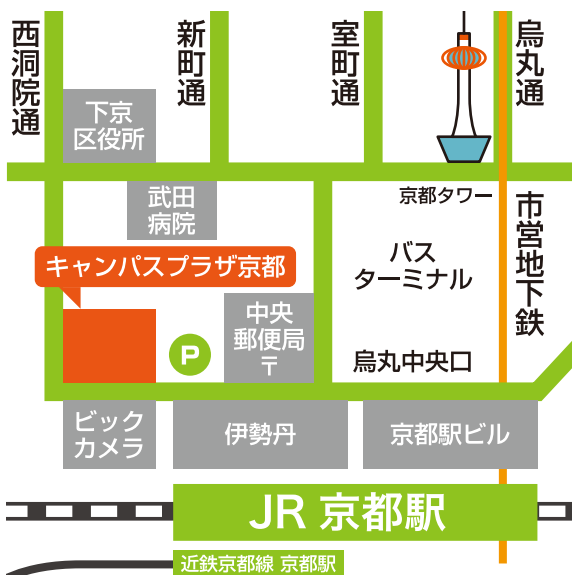 西洞院通
新町通
室町通
烏丸通
下京
区役所
武田
病院
京都タワー
市営地下鉄
バス
ターミナル
キャンパスプラザ京都
中央
郵便局
〒
P
烏丸中央口
ビック
カメラ
伊勢丹
京都駅ビル
JR 京都駅
近鉄京都線 京都駅